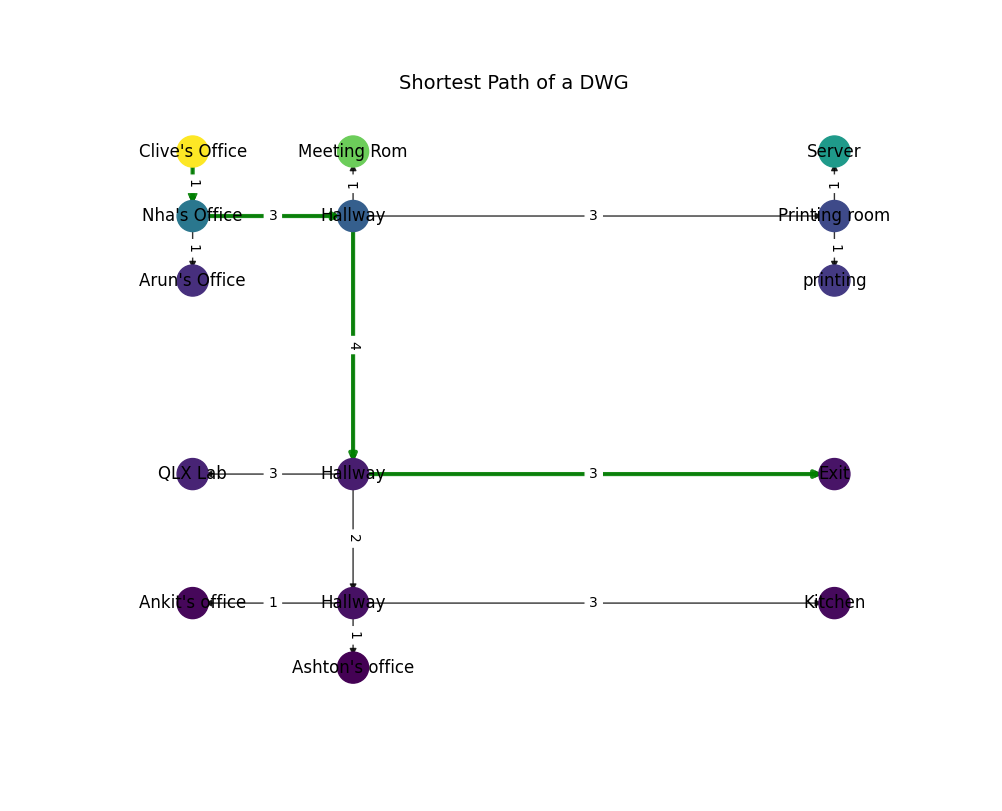 Shortest Path of a DWG
Clive's Office
Meeting Rom
Server
1
1
1
Nha's Office
3
Hallway
3
Printing room
1
1
Arun's Office
printing
4
QLX Lab
3
Hallway
3
Exit
2
Ankit's office
1
Hallway
3
Kitchen
1
Ashton's office